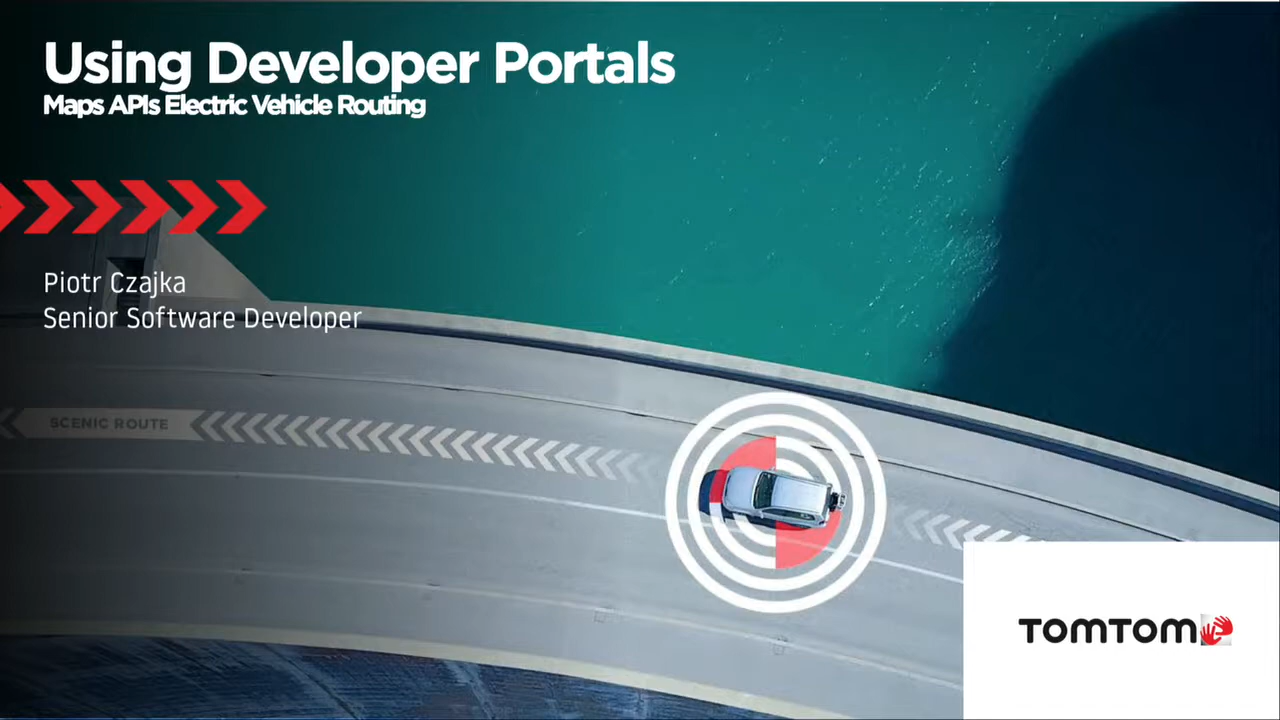 Using Developer Portals
Maps APIs Electric Vehicle Routing
Piotr Czajka
Senior Software Developer
SCENIC ROUTE
TOMTOM